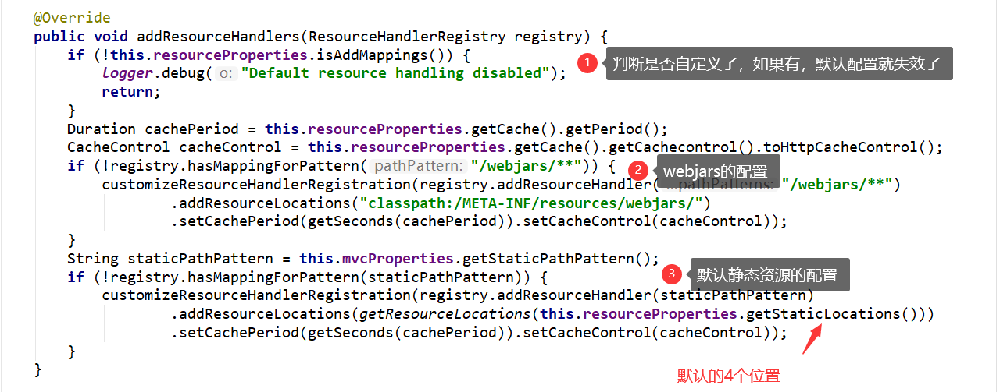 @Override
public void addResourceHandlers(ResourceHandlerRegistry registry) {
if (!this.resourceProperties.isAddMappings()) {
1 判断是否自定义了，如果有，默认配置就失效了
logger.debug( o: "Default resource handling disabled");
return;
}
Duration cachePeriod = this.resourceProperties.getCache().getPeriod();
CacheControl cacheControl = this.resourceProperties.getCache().getCachecontrol().toHttpCacheControl();
if (!registry.hasMappingForPattern( pathPattern: "/webjars/**")) {
2 webjars的配置
customizeResourceHandlerRegistration(registry.addResourceHandler( ...pathPatterns: "/webjars/**")
.addResourceLocations("classpath:/META-INF/resources/webjars/")
.setCachePeriod(getSeconds(cachePeriod)).setCacheControl(cacheControl));
}
String staticPathPattern = this.mvcProperties.getStaticPathPattern();
if (!registry.hasMappingForPattern(staticPathPattern)) {
3 默认静态资源的配置
customizeResourceHandlerRegistration(registry.addResourceHandler(staticPathPattern)
.addResourceLocations(getResourceLocations(this.resourceProperties.getStaticLocations()))
.setCachePeriod(getSeconds(cachePeriod)).setCacheControl(cacheControl));
}
}
默认的4个位置